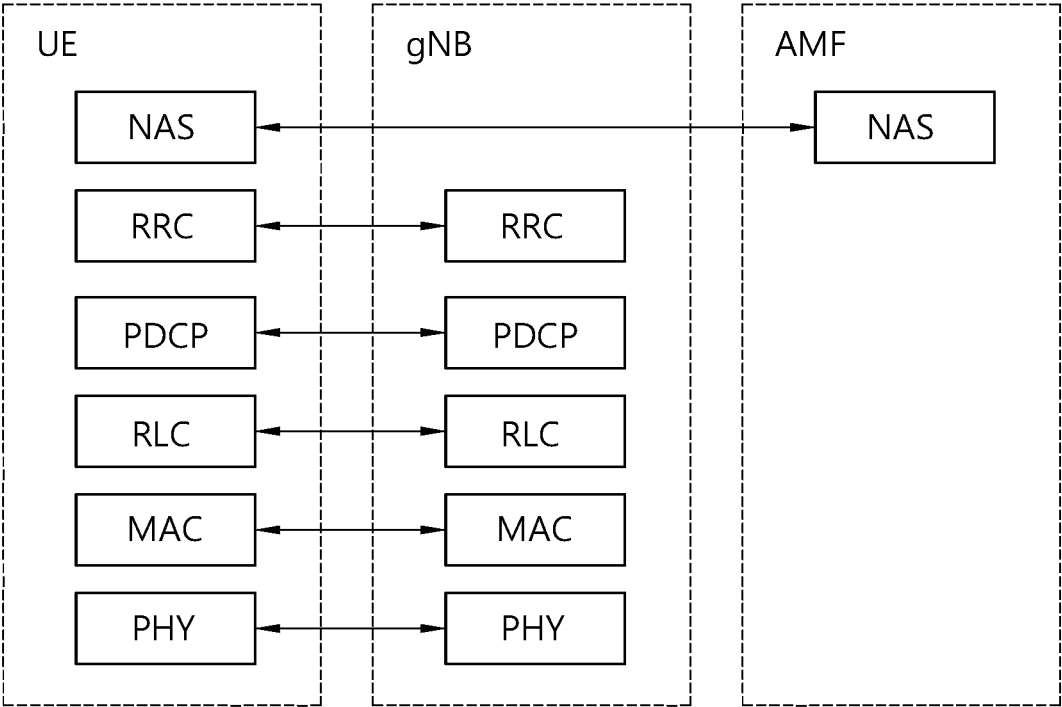 UE gNB AMF
NAS NAS
RRC RRC
PDCP PDCP
RLC RLC
MAC MAC
PHY PHY